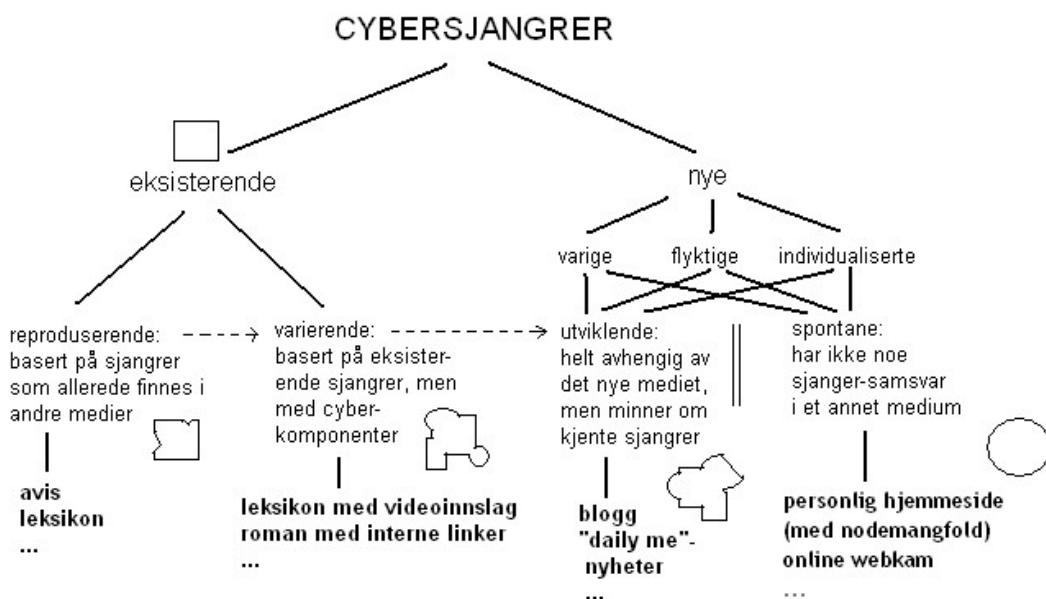 CYBERSJANGRER
eksisterende
nye
varige
flyktige
individualiserte
reproduserende:
basert på sjangrer
som allerede finnes i
andre medier
avis
leksikon
...
varierende:
basert på eksister-
ende sjangrer, men
med cyber-
komponenter
leksikon med videoinnslag
roman med interne linker
...
utviklende:
helt avhengig av
det nye mediet,
men minner om
kjente sjangrer
blogg
"daily me"-
nyheter
...
spontane:
har ikke noe
sjanger-samsvar
i et annet medium
personlig hjemmeside
(med nodemangfold)
online webkam
...